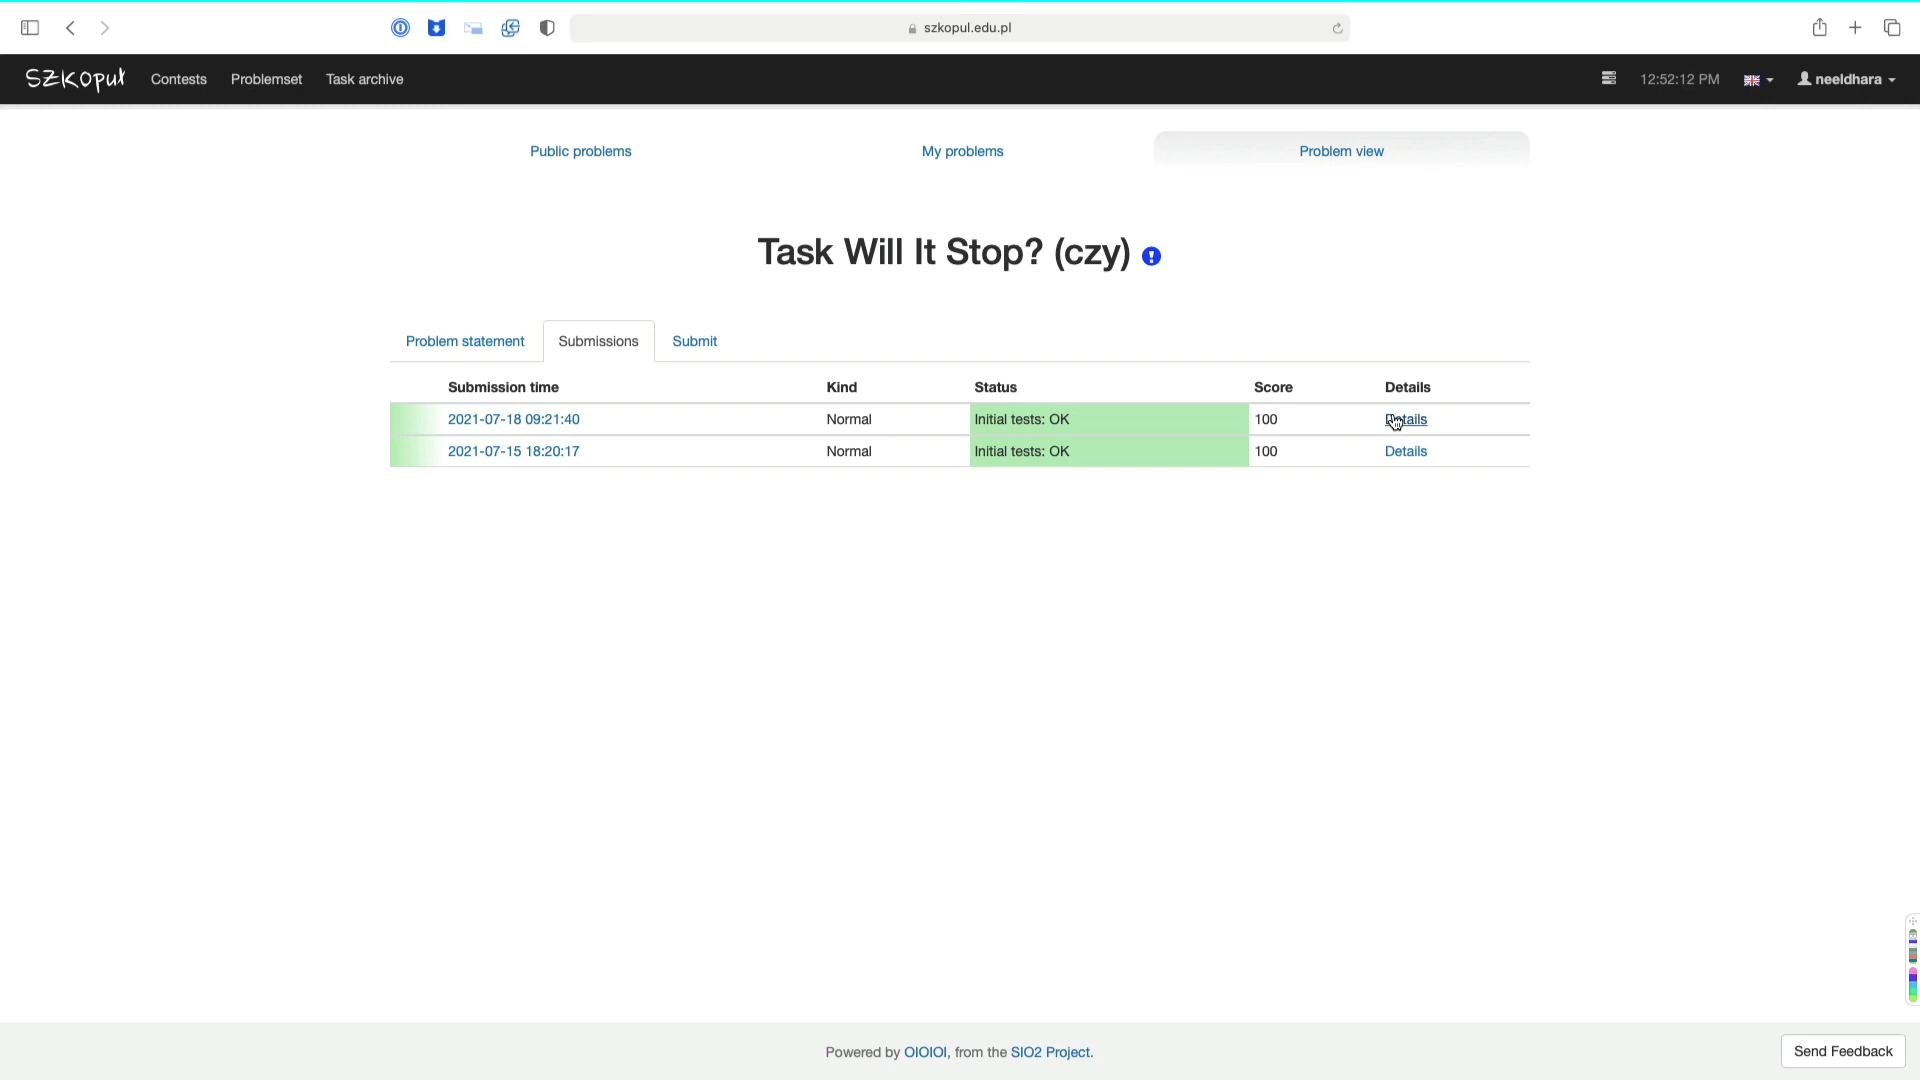 szkopul.edu.pl
SZKOpuł Contests Problemset Task archive 12:52:12 PM neeldhara
Public problems My problems Problem view
Task Will It Stop? (czy)
Problem statement Submissions Submit
Submission time Kind Status Score Details
2021-07-18 09:21:40 Normal Initial tests: OK 100 Details
2021-07-15 18:20:17 Normal Initial tests: OK 100 Details
Powered by OIOIOI, from the SIO2 Project.
Send Feedback